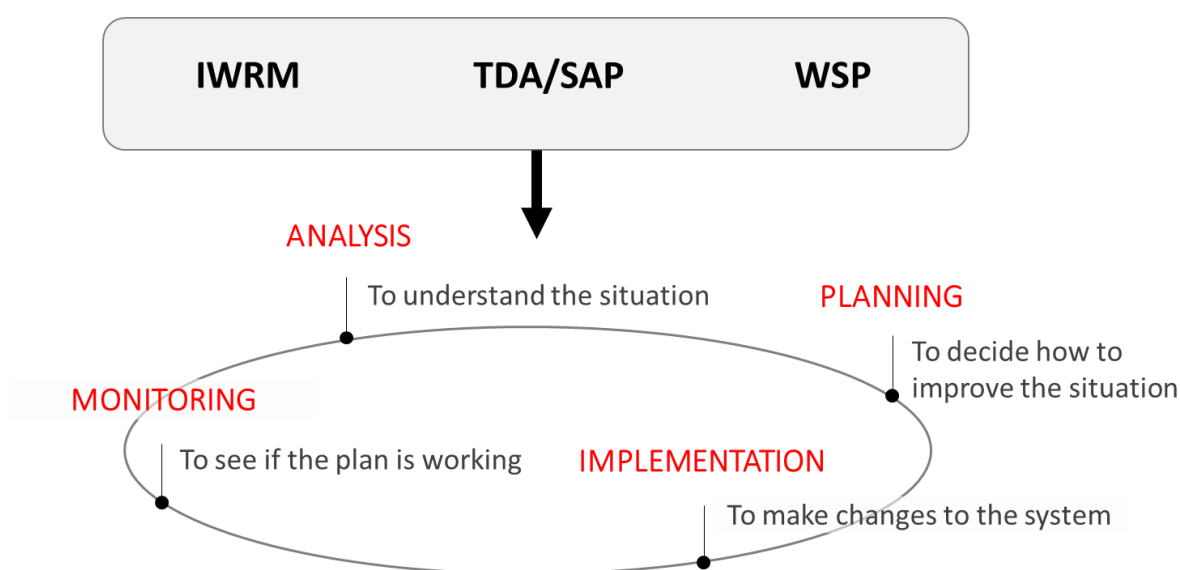 IWRM TDA/SAP WSP
ANALYSIS
To understand the situation
PLANNING
To decide how to
improve the situation
MONITORING
To see if the plan is working
IMPLEMENTATION
To make changes to the system